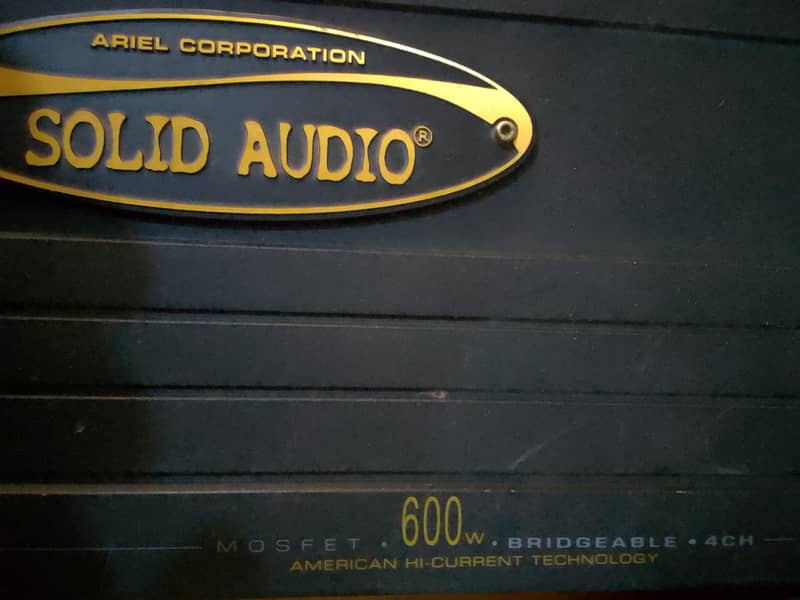 ARIEL CORPORATION
SOLID AUDIO®
MOSFET • 600w • BRIDGEABLE • 4CH
AMERICAN HI-CURRENT TECHNOLOGY